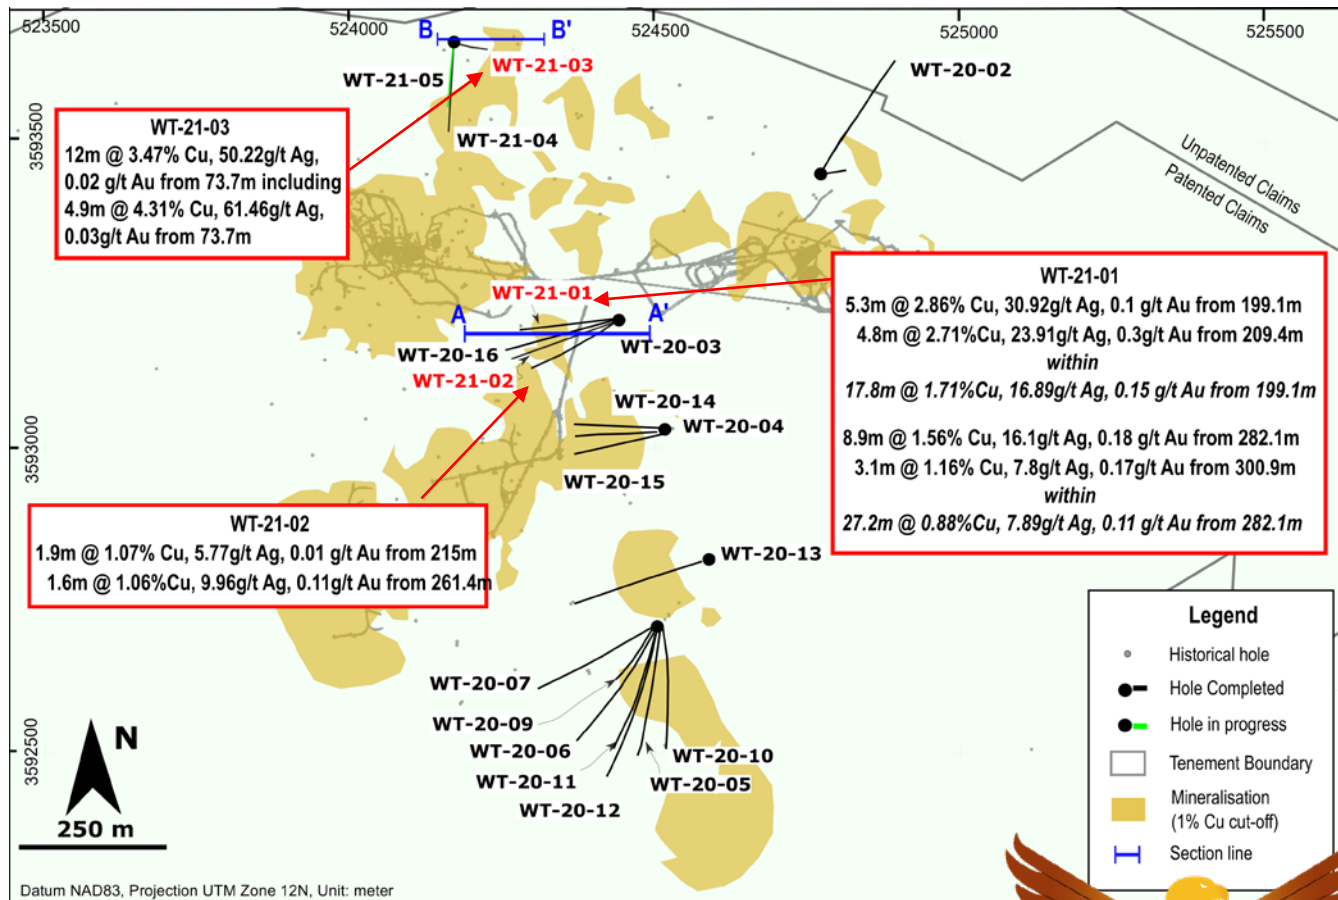 523500
524000
524500
525000
525500
B
B'
WT-21-03
WT-21-05
WT-20-02
WT-21-04
3593500
WT-21-03
12m @ 3.47% Cu, 50.22g/t Ag,
0.02 g/t Au from 73.7m including
4.9m @ 4.31% Cu, 61.46g/t Ag,
0.03g/t Au from 73.7m
Unpatented Claims
Patented Claims
WT-21-01
A
A'
WT-20-16
WT-20-03
WT-21-02
WT-21-01
5.3m @ 2.86% Cu, 30.92g/t Ag, 0.1 g/t Au from 199.1m
4.8m @ 2.71%Cu, 23.91g/t Ag, 0.3g/t Au from 209.4m
within
17.8m @ 1.71%Cu, 16.89g/t Ag, 0.15 g/t Au from 199.1m
8.9m @ 1.56% Cu, 16.1g/t Ag, 0.18 g/t Au from 282.1m
3.1m @ 1.16% Cu, 7.8g/t Ag, 0.17g/t Au from 300.9m
within
27.2m @ 0.88%Cu, 7.89g/t Ag, 0.11 g/t Au from 282.1m
WT-20-14
WT-20-04
3593000
WT-20-15
WT-21-02
1.9m @ 1.07% Cu, 5.77g/t Ag, 0.01 g/t Au from 215m
1.6m @ 1.06%Cu, 9.96g/t Ag, 0.11g/t Au from 261.4m
WT-20-13
WT-20-07
WT-20-09
WT-20-06
WT-20-10
WT-20-11
WT-20-05
WT-20-12
3592500
N
250 m
Datum NAD83, Projection UTM Zone 12N, Unit: meter
Legend
Historical hole
Hole Completed
Hole in progress
Tenement Boundary
Mineralisation
(1% Cu cut-off)
Section line